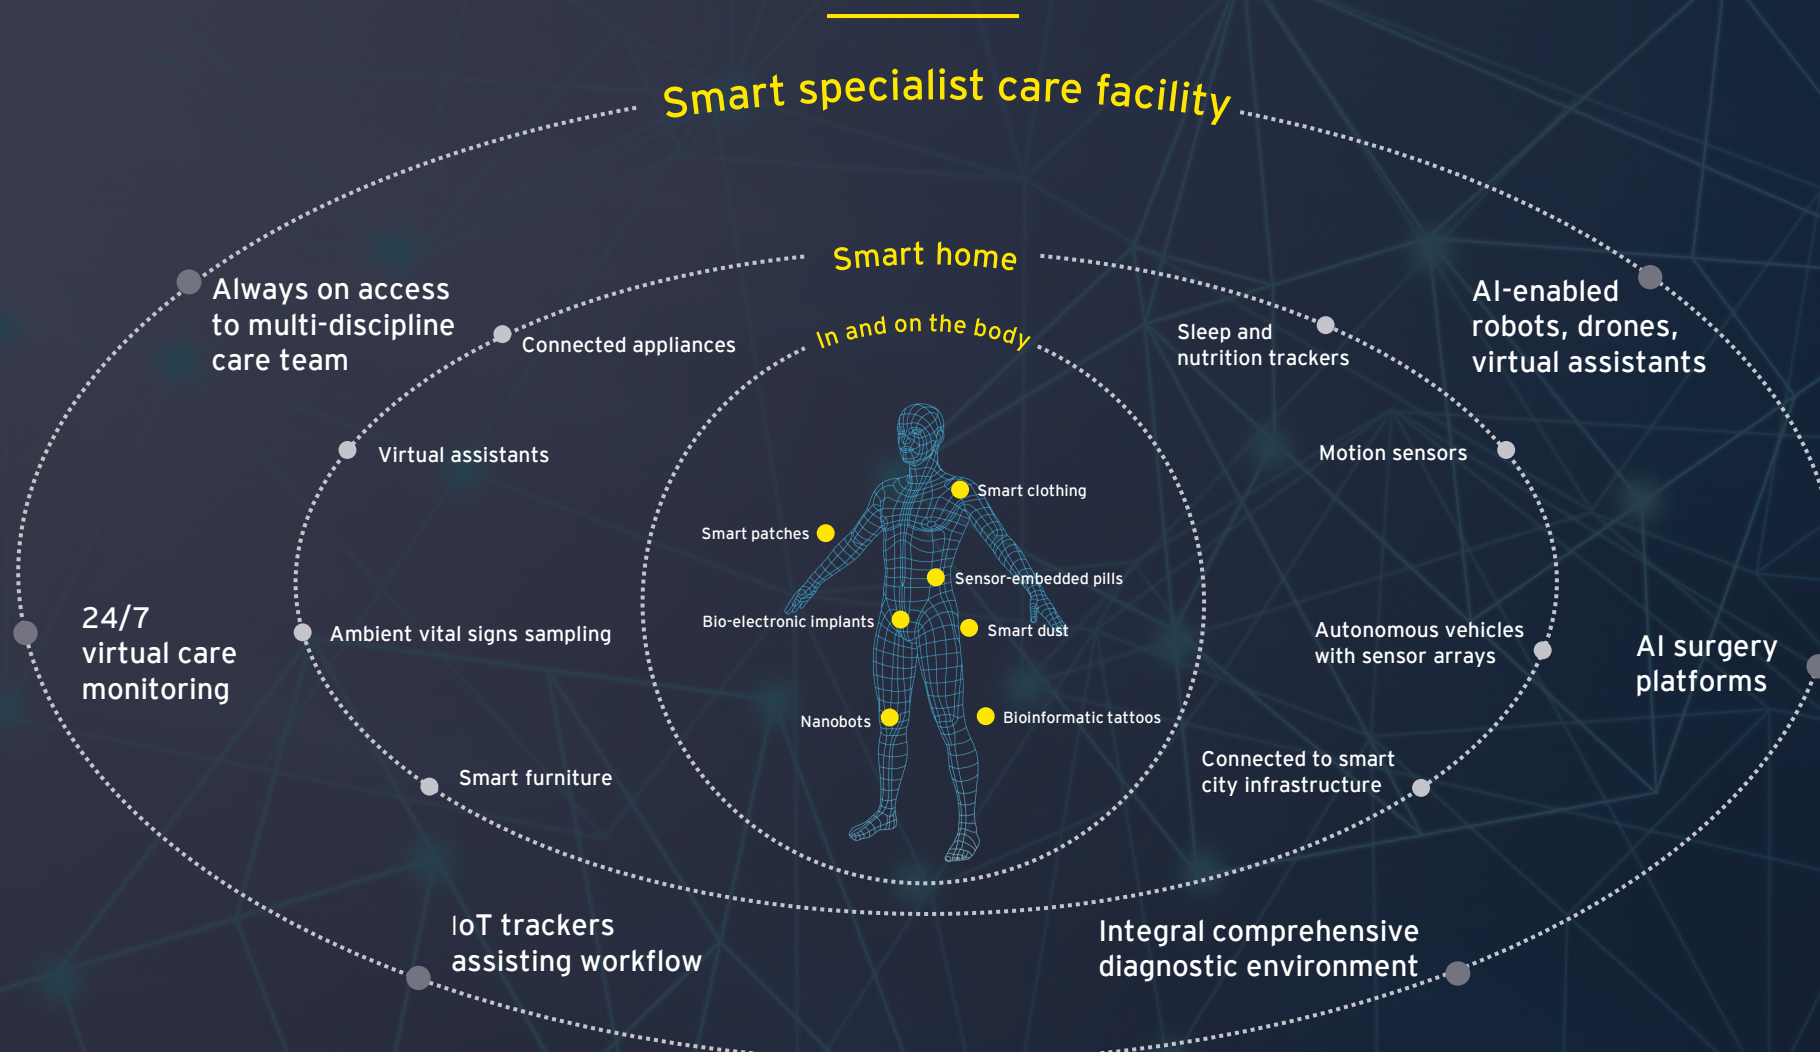 Smart specialist care facility
Smart home
In and on the body
Always on access
to multi-discipline
care team
AI-enabled
robots, drones,
virtual assistants
Connected appliances
Sleep and
nutrition trackers
Virtual assistants
Motion sensors
Smart clothing
Smart patches
Sensor-embedded pills
Bio-electronic implants
Smart dust
24/7
virtual care
monitoring
Ambient vital signs sampling
Autonomous vehicles
with sensor arrays
AI surgery
platforms
Nanobots
Bioinformatic tattoos
Smart furniture
Connected to smart
city infrastructure
IoT trackers
assisting workflow
Integral comprehensive
diagnostic environment